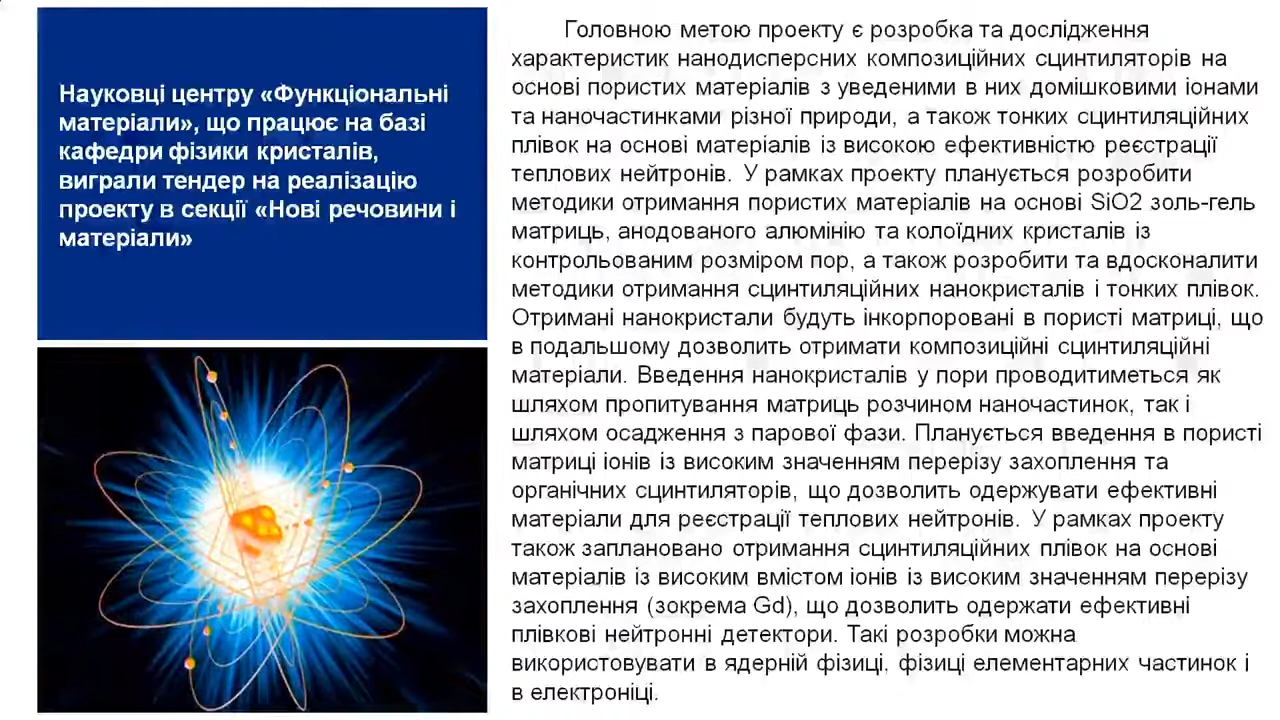 Науковці центру «Функціональні
матеріали», що працює на базі
кафедри фізики кристалів,
виграли тендер на реалізацію
проекту в секції «Нові речовини і
матеріали»
Головною метою проекту є розробка та дослідження
характеристик нанодисперсних композиційних сцинтиляторів на
основі пористих матеріалів з уведеними в них домішковими іонами
та наночастинками різної природи, а також тонких сцинтиляційних
плівок на основі матеріалів із високою ефективністю реєстрації
теплових нейтронів. У рамках проекту планується розробити
методики отримання пористих матеріалів на основі SiO2 золь-гель
матриць, анодованого алюмінію та колоїдних кристалів із
контрольованим розміром пор, а також розробити та вдосконалити
методики отримання сцинтиляційних нанокристалів і тонких плівок.
Отримані нанокристали будуть інкорпоровані в пористі матриці, що
в подальшому дозволить отримати композиційні сцинтиляційні
матеріали. Введення нанокристалів у пори проводитиметься як
шляхом пропитування матриць розчином наночастинок, так і
шляхом осадження з парової фази. Планується введення в пористі
матриці іонів із високим значенням перерізу захоплення та
органічних сцинтиляторів, що дозволить одержувати ефективні
матеріали для реєстрації теплових нейтронів. У рамках проекту
також заплановано отримання сцинтиляційних плівок на основі
матеріалів із високим вмістом іонів із високим значенням перерізу
захоплення (зокрема Gd), що дозволить одержати ефективні
плівкові нейтронні детектори. Такі розробки можна
використовувати в ядерній фізиці, фізиці елементарних частинок і
в електроніці.